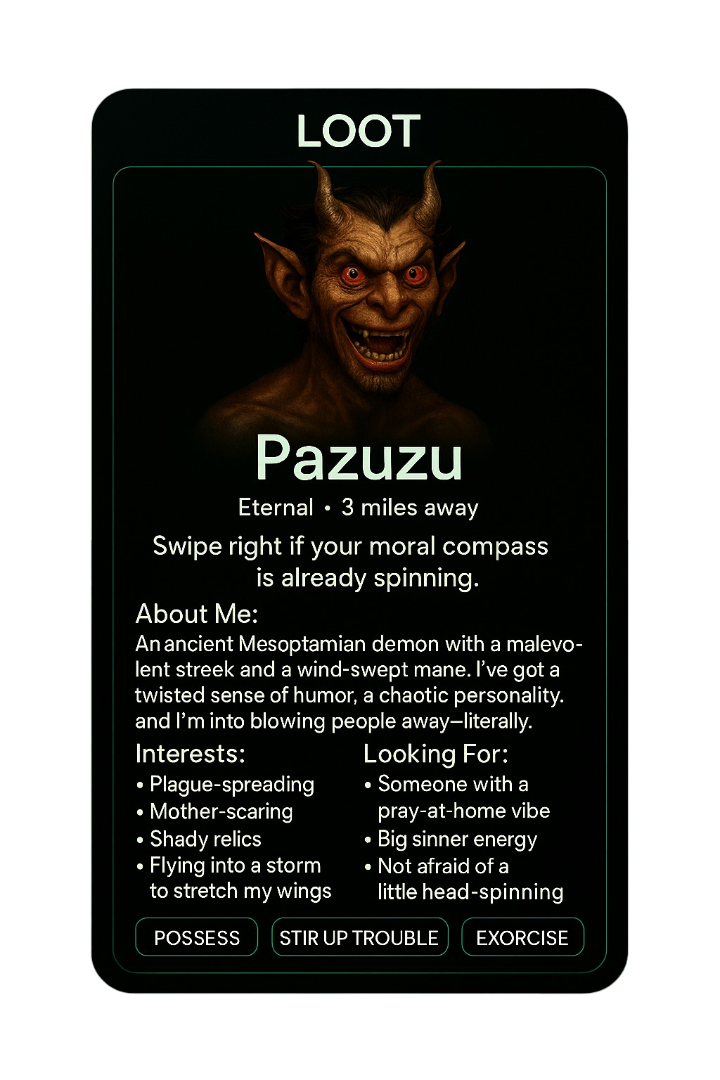 LOOT
Pazuzu
Eternal • 3 miles away
Swipe right if your moral compass
is already spinning.
About Me:
An ancient Mesoptamian demon with a malevo-
lent streek and a wind-swept mane. I've got a
twisted sense of humor, a chaotic personality.
and I'm into blowing people away—literally.
Interests:
• Plague-spreading
• Mother-scaring
• Shady relics
• Flying into a storm
to stretch my wings
Looking For:
• Someone with a
pray-at-home vibe
• Big sinner energy
• Not afraid of a
little head-spinning
POSSESS
STIR UP TROUBLE
EXORCISE